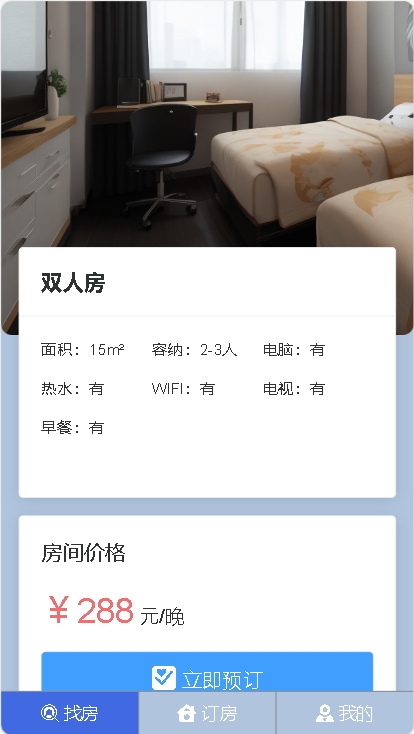 双人房
面积：15m² 容纳：2-3人 电脑：有
热水：有 WIFI：有 电视：有
早餐：有
房间价格
￥288 元/晚
立即预订
找房 订房 我的